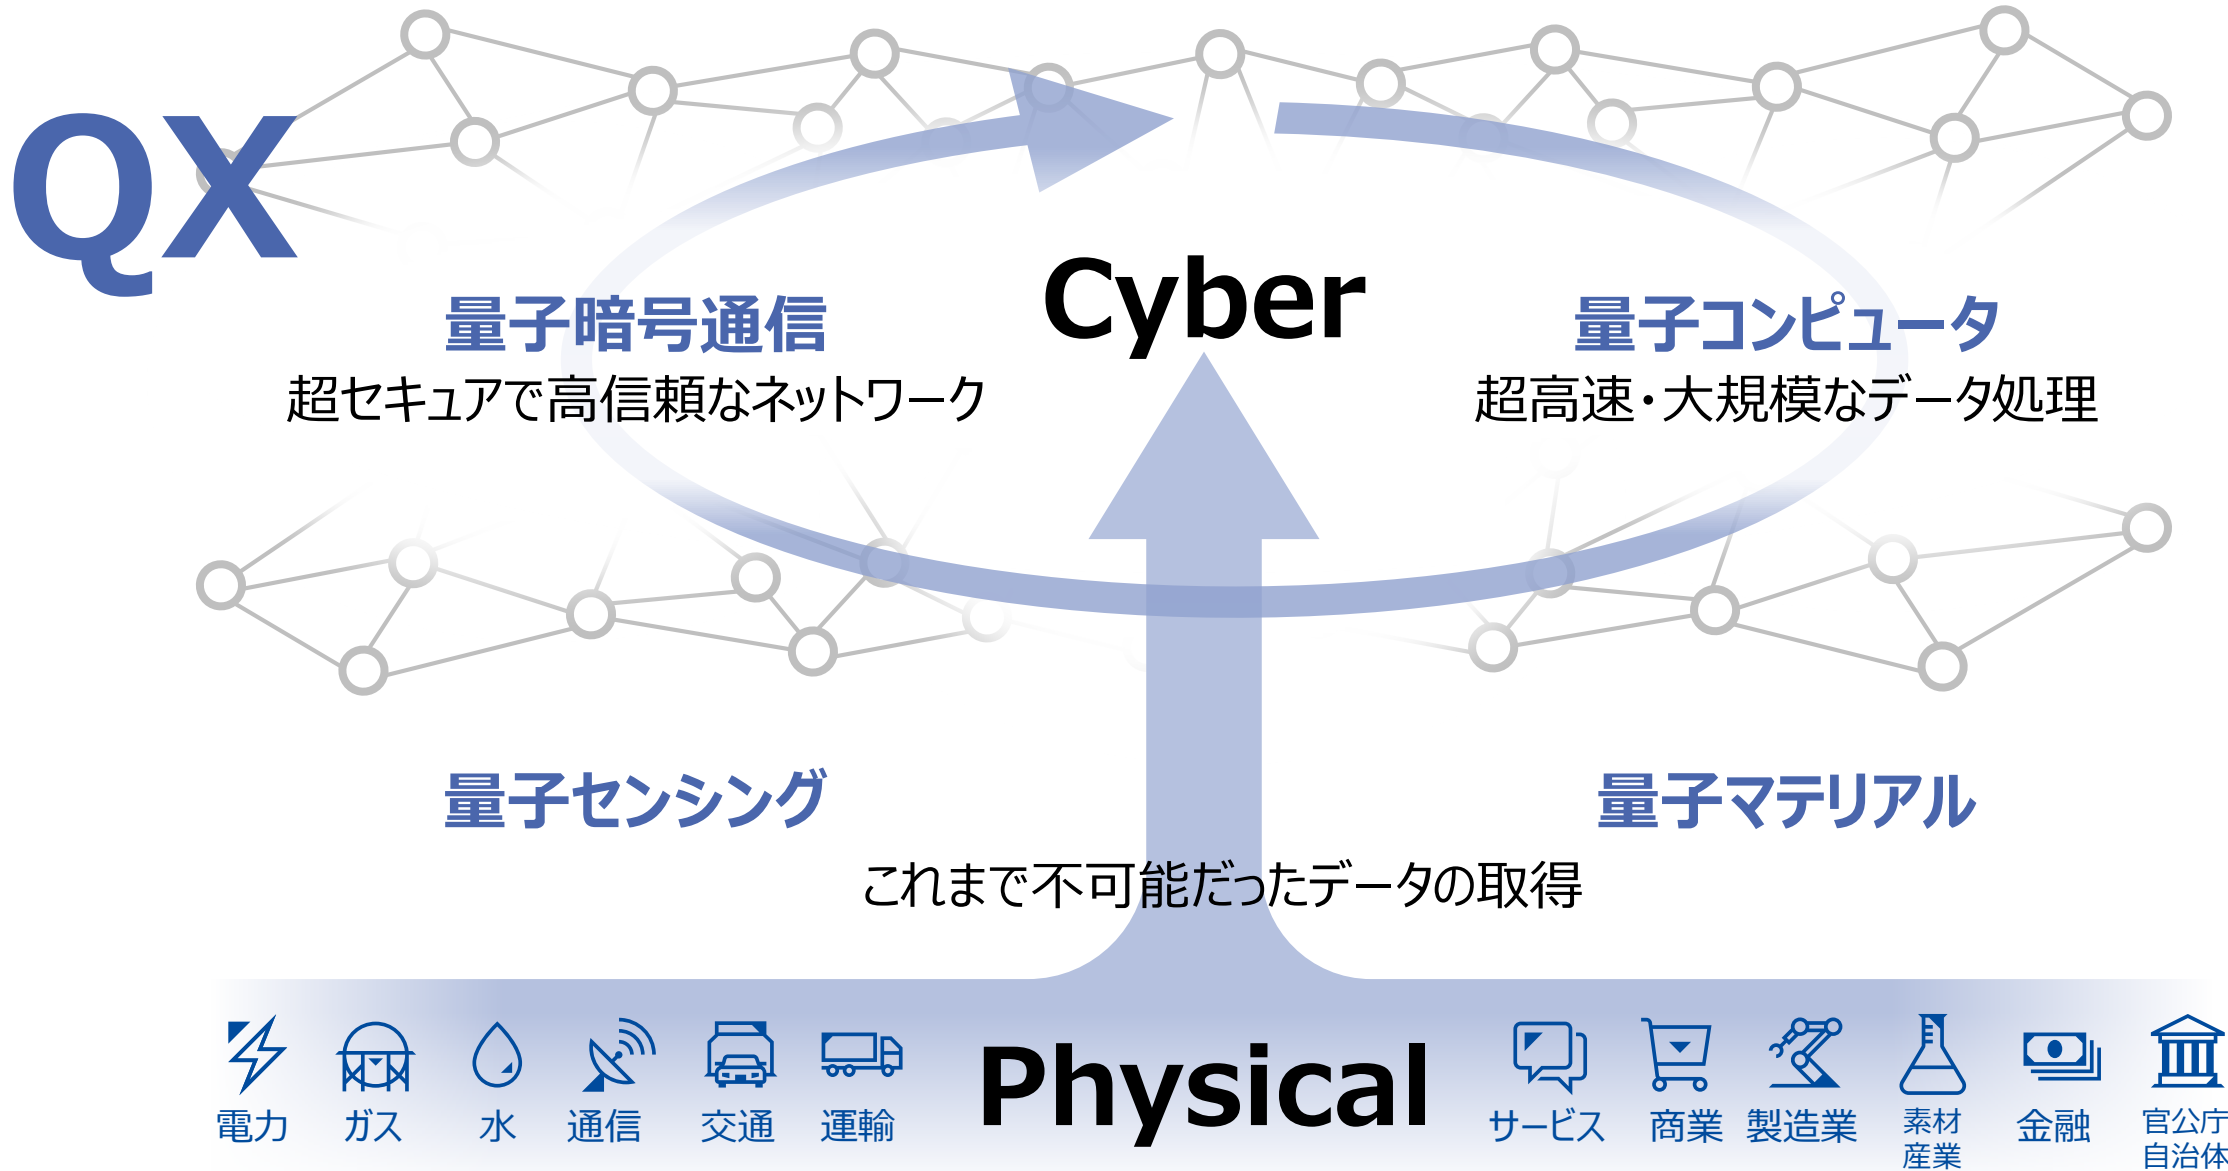 QX
Cyber
量子暗号通信
超セキュアで高信頼なネットワーク
量子コンピュータ
超高速・大規模なデータ処理
量子センシング
量子マテリアル
これまで不可能だったデータの取得
Physical
電力
ガス
水
通信
交通
運輸
サービス
商業
製造業
素材
産業
金融
官公庁
自治体